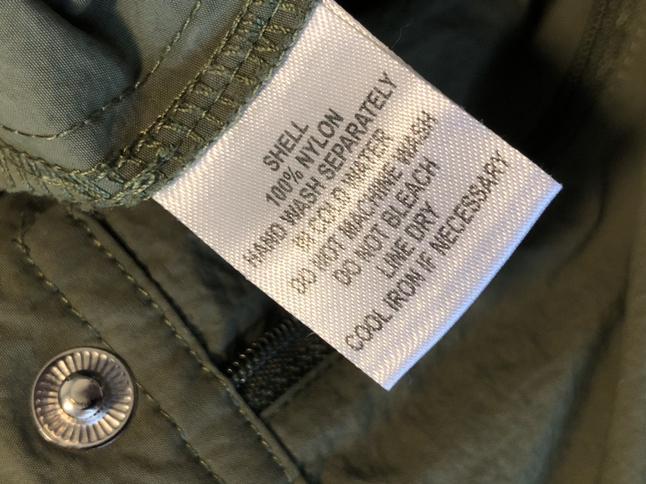 SHELL
100% NYLON
HAND WASH SEPARATELY
IN COLD WATER
DO NOT MACHINE WASH
DO NOT BLEACH
LINE DRY
COOL IRON IF NECESSARY